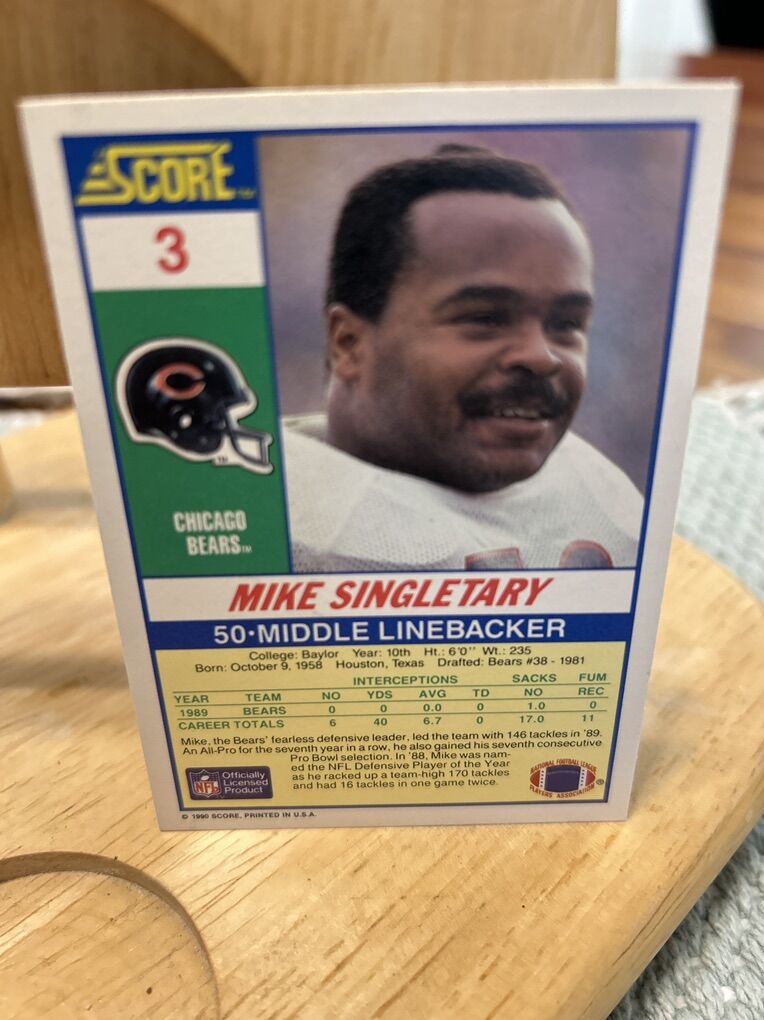 SCORE™
3
C
TM
CHICAGO
BEARS™
MIKE SINGLETARY
50·MIDDLE LINEBACKER
College: Baylor Year: 10th Ht.: 6'0'' Wt.: 235
Born: October 9, 1958 Houston, Texas Drafted: Bears #38 - 1981
INTERCEPTIONS SACKS FUM
YEAR TEAM NO YDS AVG TD NO REC
1989 BEARS 0 0 0.0 0 1.0 0
CAREER TOTALS 6 40 6.7 0 17.0 11
Mike, the Bears' fearless defensive leader, led the team with 146 tackles in '89.
An All-Pro for the seventh year in a row, he also gained his seventh consecutive
Pro Bowl selection. In '88, Mike was nam-
ed the NFL Defensive Player of the Year
as he racked up a team-high 170 tackles
and had 16 tackles in one game twice.
NFL
Officially
Licensed
Product
NATIONAL FOOTBALL LEAGUE
PLAYERS ASSOCIATION
®
© 1990 SCORE, PRINTED IN U.S.A.